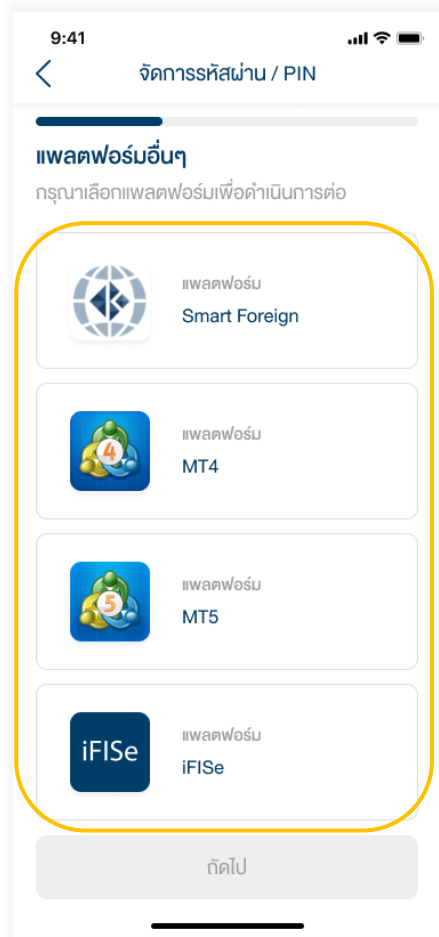 9:41
จัดการรหัสผ่าน / PIN
แพลตฟอร์มอื่นๆ
กรุณาเลือกแพลตฟอร์มเพื่อดำเนินการต่อ
แพลตฟอร์ม
Smart Foreign
4
แพลตฟอร์ม
MT4
5
แพลตฟอร์ม
MT5
iFISe
แพลตฟอร์ม
iFISe
ถัดไป